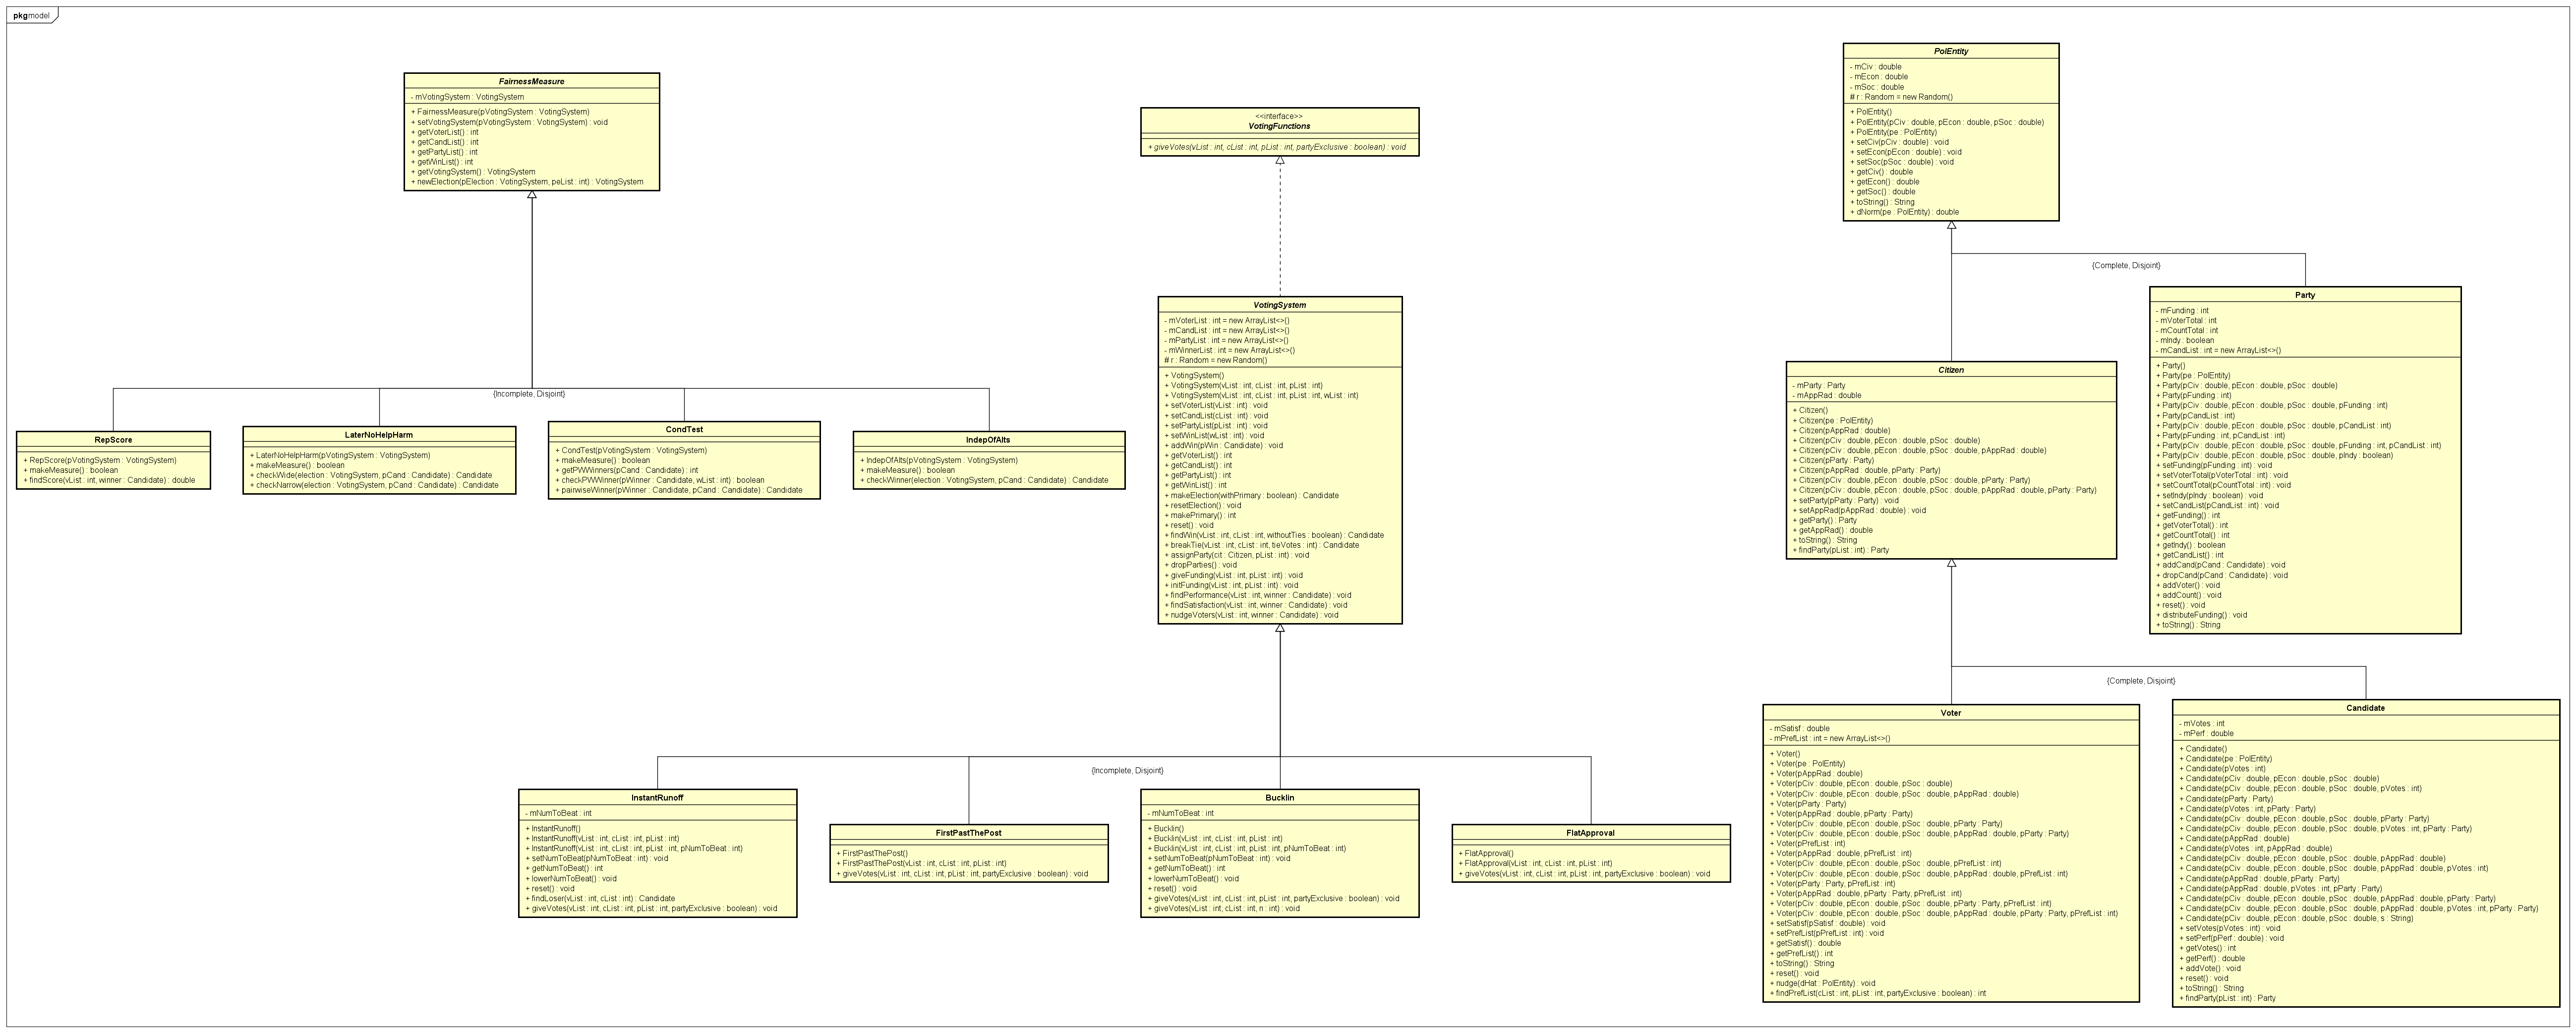 pkg model
FairnessMeasure
- mVotingSystem : VotingSystem
+ FairnessMeasure(pVotingSystem : VotingSystem)
+ setVotingSystem(pVotingSystem : VotingSystem) : void
+ getVoterList() : int
+ getCandList() : int
+ getPartyList() : int
+ getWinList() : int
+ getVotingSystem() : VotingSystem
+ newElection(pElection : VotingSystem, peList : int) : VotingSystem
{Incomplete, Disjoint}
RepScore
+ RepScore(pVotingSystem : VotingSystem)
+ makeMeasure() : boolean
+ findScore(vList : int, winner : Candidate) : double
LaterNoHelpHarm
+ LaterNoHelpHarm(pVotingSystem : VotingSystem)
+ makeMeasure() : boolean
+ checkWide(election : VotingSystem, pCand : Candidate) : Candidate
+ checkNarrow(election : VotingSystem, pCand : Candidate) : Candidate
CondTest
+ CondTest(pVotingSystem : VotingSystem)
+ makeMeasure() : boolean
+ getPWWinners(pCand : Candidate) : int
+ checkPWWinner(pWinner : Candidate, wList : int) : boolean
+ pairwiseWinner(pWinner : Candidate, pCand : Candidate) : Candidate
IndepOfAlts
+ IndepOfAlts(pVotingSystem : VotingSystem)
+ makeMeasure() : boolean
+ checkWinner(election : VotingSystem, pCand : Candidate) : Candidate
<<interface>>
VotingFunctions
+ giveVotes(vList : int, cList : int, pList : int, partyExclusive : boolean) : void
VotingSystem
- mVoterList : int = new ArrayList<>()
- mCandList : int = new ArrayList<>()
- mPartyList : int = new ArrayList<>()
- mWinnerList : int = new ArrayList<>()
# r : Random = new Random()
+ VotingSystem()
+ VotingSystem(vList : int, cList : int, pList : int)
+ VotingSystem(vList : int, cList : int, pList : int, wList : int)
+ setVoterList(vList : int) : void
+ setCandList(cList : int) : void
+ setPartyList(pList : int) : void
+ setWinList(wList : int) : void
+ addWin(pWin : Candidate) : void
+ getVoterList() : int
+ getCandList() : int
+ getPartyList() : int
+ getWinList() : int
+ makeElection(withPrimary : boolean) : Candidate
+ resetElection() : void
+ makePrimary() : int
+ reset() : void
+ findWin(vList : int, cList : int, withoutTies : boolean) : Candidate
+ breakTie(vList : int, cList : int, tieVotes : int) : Candidate
+ assignParty(cit : Citizen, pList : int) : void
+ dropParties() : void
+ giveFunding(vList : int, pList : int) : void
+ initFunding(vList : int, pList : int) : void
+ findPerformance(vList : int, winner : Candidate) : void
+ findSatisfaction(vList : int, winner : Candidate) : void
+ nudgeVoters(vList : int, winner : Candidate) : void
{Incomplete, Disjoint}
InstantRunoff
- mNumToBeat : int
+ InstantRunoff()
+ InstantRunoff(vList : int, cList : int, pList : int)
+ InstantRunoff(vList : int, cList : int, pList : int, pNumToBeat : int)
+ setNumToBeat(pNumToBeat : int) : void
+ getNumToBeat() : int
+ lowerNumToBeat() : void
+ reset() : void
+ findLoser(vList : int, cList : int) : Candidate
+ giveVotes(vList : int, cList : int, pList : int, partyExclusive : boolean) : void
FirstPastThePost
+ FirstPastThePost()
+ FirstPastThePost(vList : int, cList : int, pList : int)
+ giveVotes(vList : int, cList : int, pList : int, partyExclusive : boolean) : void
Bucklin
- mNumToBeat : int
+ Bucklin()
+ Bucklin(vList : int, cList : int, pList : int)
+ Bucklin(vList : int, cList : int, pList : int, pNumToBeat : int)
+ setNumToBeat(pNumToBeat : int) : void
+ getNumToBeat() : int
+ lowerNumToBeat() : void
+ reset() : void
+ giveVotes(vList : int, cList : int, pList : int, partyExclusive : boolean) : void
+ giveVotes(vList : int, cList : int, n : int) : void
FlatApproval
+ FlatApproval()
+ FlatApproval(vList : int, cList : int, pList : int)
+ giveVotes(vList : int, cList : int, pList : int, partyExclusive : boolean) : void
PolEntity
- mCiv : double
- mEcon : double
- mSoc : double
# r : Random = new Random()
+ PolEntity()
+ PolEntity(pCiv : double, pEcon : double, pSoc : double)
+ PolEntity(pe : PolEntity)
+ setCiv(pCiv : double) : void
+ setEcon(pEcon : double) : void
+ setSoc(pSoc : double) : void
+ getCiv() : double
+ getEcon() : double
+ getSoc() : double
+ toString() : String
+ dNorm(pe : PolEntity) : double
{Complete, Disjoint}
Party
- mFunding : int
- mVoterTotal : int
- mCountTotal : int
- mIndy : boolean
- mCandList : int = new ArrayList<>()
+ Party()
+ Party(pe : PolEntity)
+ Party(pCiv : double, pEcon : double, pSoc : double)
+ Party(pFunding : int)
+ Party(pCiv : double, pEcon : double, pSoc : double, pFunding : int)
+ Party(pCandList : int)
+ Party(pCiv : double, pEcon : double, pSoc : double, pCandList : int)
+ Party(pFunding : int, pCandList : int)
+ Party(pCiv : double, pEcon : double, pSoc : double, pFunding : int, pCandList : int)
+ Party(pCiv : double, pEcon : double, pSoc : double, pIndy : boolean)
+ setFunding(pFunding : int) : void
+ setVoterTotal(pVoterTotal : int) : void
+ setCountTotal(pCountTotal : int) : void
+ setIndy(pIndy : boolean) : void
+ setCandList(pCandList : int) : void
+ getFunding() : int
+ getVoterTotal() : int
+ getCountTotal() : int
+ getIndy() : boolean
+ getCandList() : int
+ addCand(pCand : Candidate) : void
+ dropCand(pCand : Candidate) : void
+ addVoter() : void
+ addCount() : void
+ reset() : void
+ distributeFunding() : void
+ toString() : String
Citizen
- mParty : Party
- mAppRad : double
+ Citizen()
+ Citizen(pe : PolEntity)
+ Citizen(pAppRad : double)
+ Citizen(pCiv : double, pEcon : double, pSoc : double)
+ Citizen(pCiv : double, pEcon : double, pSoc : double, pAppRad : double)
+ Citizen(pParty : Party)
+ Citizen(pAppRad : double, pParty : Party)
+ Citizen(pCiv : double, pEcon : double, pSoc : double, pParty : Party)
+ Citizen(pCiv : double, pEcon : double, pSoc : double, pAppRad : double, pParty : Party)
+ setParty(pParty : Party) : void
+ setAppRad(pAppRad : double) : void
+ getParty() : Party
+ getAppRad() : double
+ toString() : String
+ findParty(pList : int) : Party
{Complete, Disjoint}
Voter
- mSatisf : double
- mPrefList : int = new ArrayList<>()
+ Voter()
+ Voter(pe : PolEntity)
+ Voter(pAppRad : double)
+ Voter(pCiv : double, pEcon : double, pSoc : double)
+ Voter(pCiv : double, pEcon : double, pSoc : double, pAppRad : double)
+ Voter(pParty : Party)
+ Voter(pAppRad : double, pParty : Party)
+ Voter(pCiv : double, pEcon : double, pSoc : double, pParty : Party)
+ Voter(pCiv : double, pEcon : double, pSoc : double, pAppRad : double, pParty : Party)
+ Voter(pPrefList : int)
+ Voter(pAppRad : double, pPrefList : int)
+ Voter(pCiv : double, pEcon : double, pSoc : double, pPrefList : int)
+ Voter(pCiv : double, pEcon : double, pSoc : double, pAppRad : double, pPrefList : int)
+ Voter(pParty : Party, pPrefList : int)
+ Voter(pAppRad : double, pParty : Party, pPrefList : int)
+ Voter(pCiv : double, pEcon : double, pSoc : double, pParty : Party, pPrefList : int)
+ Voter(pCiv : double, pEcon : double, pSoc : double, pAppRad : double, pParty : Party, pPrefList : int)
+ setSatisf(pSatisf : double) : void
+ setPrefList(pPrefList : int) : void
+ getSatisf() : double
+ getPrefList() : int
+ toString() : String
+ reset() : void
+ nudge(dHat : PolEntity) : void
+ findPrefList(cList : int, pList : int, partyExclusive : boolean) : int
Candidate
- mVotes : int
- mPerf : double
+ Candidate()
+ Candidate(pe : PolEntity)
+ Candidate(pVotes : int)
+ Candidate(pCiv : double, pEcon : double, pSoc : double)
+ Candidate(pCiv : double, pEcon : double, pSoc : double, pVotes : int)
+ Candidate(pParty : Party)
+ Candidate(pVotes : int, pParty : Party)
+ Candidate(pCiv : double, pEcon : double, pSoc : double, pParty : Party)
+ Candidate(pCiv : double, pEcon : double, pSoc : double, pVotes : int, pParty : Party)
+ Candidate(pAppRad : double)
+ Candidate(pVotes : int, pAppRad : double)
+ Candidate(pCiv : double, pEcon : double, pSoc : double, pAppRad : double)
+ Candidate(pCiv : double, pEcon : double, pSoc : double, pAppRad : double, pVotes : int)
+ Candidate(pAppRad : double, pParty : Party)
+ Candidate(pAppRad : double, pVotes : int, pParty : Party)
+ Candidate(pCiv : double, pEcon : double, pSoc : double, pAppRad : double, pParty : Party)
+ Candidate(pCiv : double, pEcon : double, pSoc : double, pAppRad : double, pVotes : int, pParty : Party)
+ Candidate(pCiv : double, pEcon : double, pSoc : double, s : String)
+ setVotes(pVotes : int) : void
+ setPerf(pPerf : double) : void
+ getVotes() : int
+ getPerf() : double
+ addVote() : void
+ reset() : void
+ toString() : String
+ findParty(pList : int) : Party